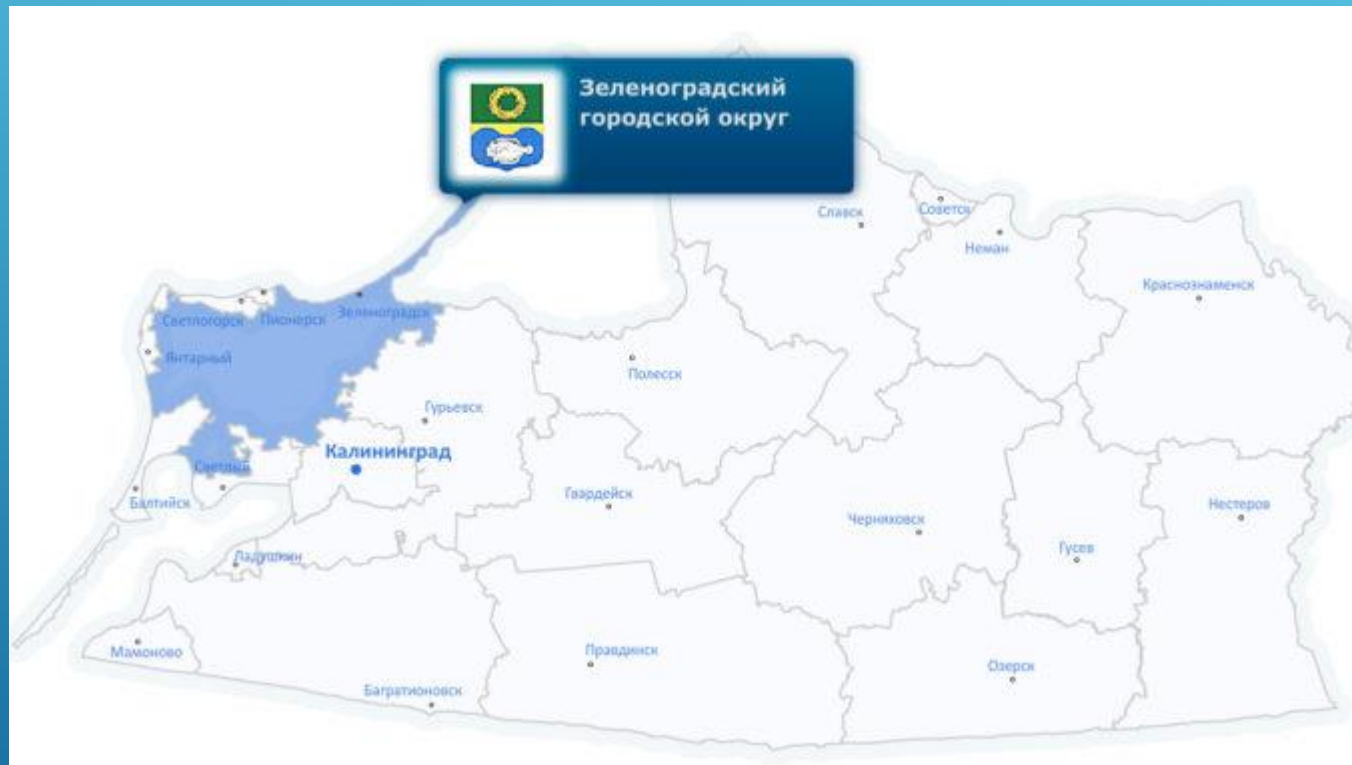 Зеленоградский
городской округ
Славск
Советск
Неман
Краснознаменск
Светлогорск
Пионерск
Зеленоградск
Янтарный
Полесск
Гурьевск
Калининград
Светлый
Балтийск
Гвардейск
Черняховск
Нестеров
Гусев
Ладушкин
Мамоново
Правдинск
Озерск
Багратионовск